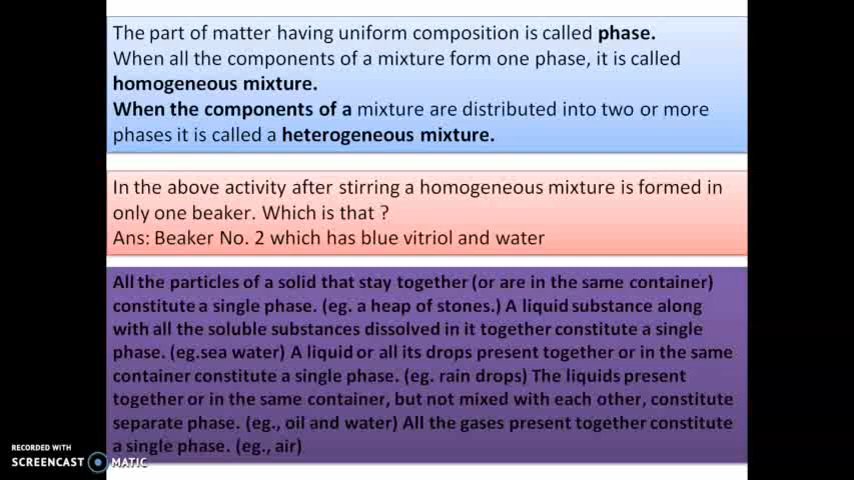 The part of matter having uniform composition is called phase.
When all the components of a mixture form one phase, it is called
homogeneous mixture.
When the components of a mixture are distributed into two or more
phases it is called a heterogeneous mixture.
In the above activity after stirring a homogeneous mixture is formed in
only one beaker. Which is that ?
Ans: Beaker No. 2 which has blue vitriol and water
All the particles of a solid that stay together (or are in the same container)
constitute a single phase. (eg. a heap of stones.) A liquid substance along
with all the soluble substances dissolved in it together constitute a single
phase. (eg.sea water) A liquid or all its drops present together or in the same
container constitute a single phase. (eg. rain drops) The liquids present
together or in the same container, but not mixed with each other, constitute
separate phase. (eg., oil and water) All the gases present together constitute
a single phase. (eg., air)
RECORDED WITH
SCREENCAST MATIC